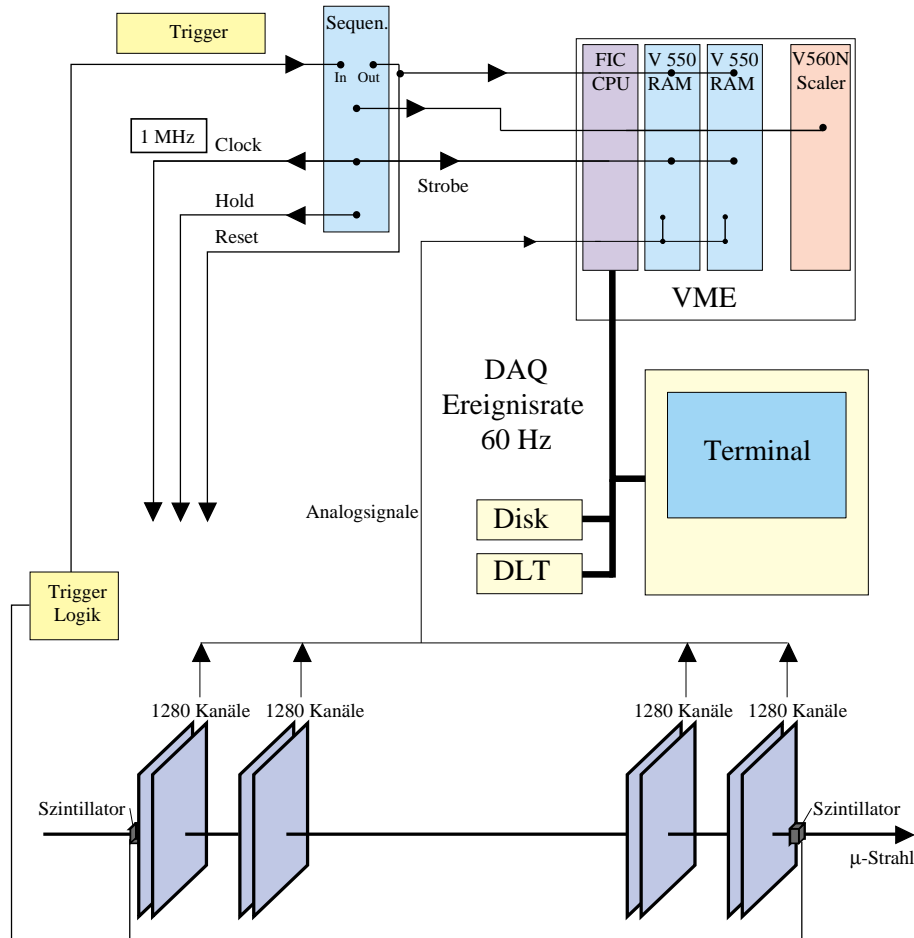 Trigger
Sequen.
In Out
FIC
CPU
V 550
RAM
V 550
RAM
V560N
Scaler
1 MHz
Clock
Strobe
Hold
Reset
VME
DAQ
Ereignisrate
60 Hz
Terminal
Analogsignale
Disk
DLT
Trigger
Logik
1280 Kanäle 1280 Kanäle 1280 Kanäle 1280 Kanäle
Szintillator
Szintillator
μ-Strahl